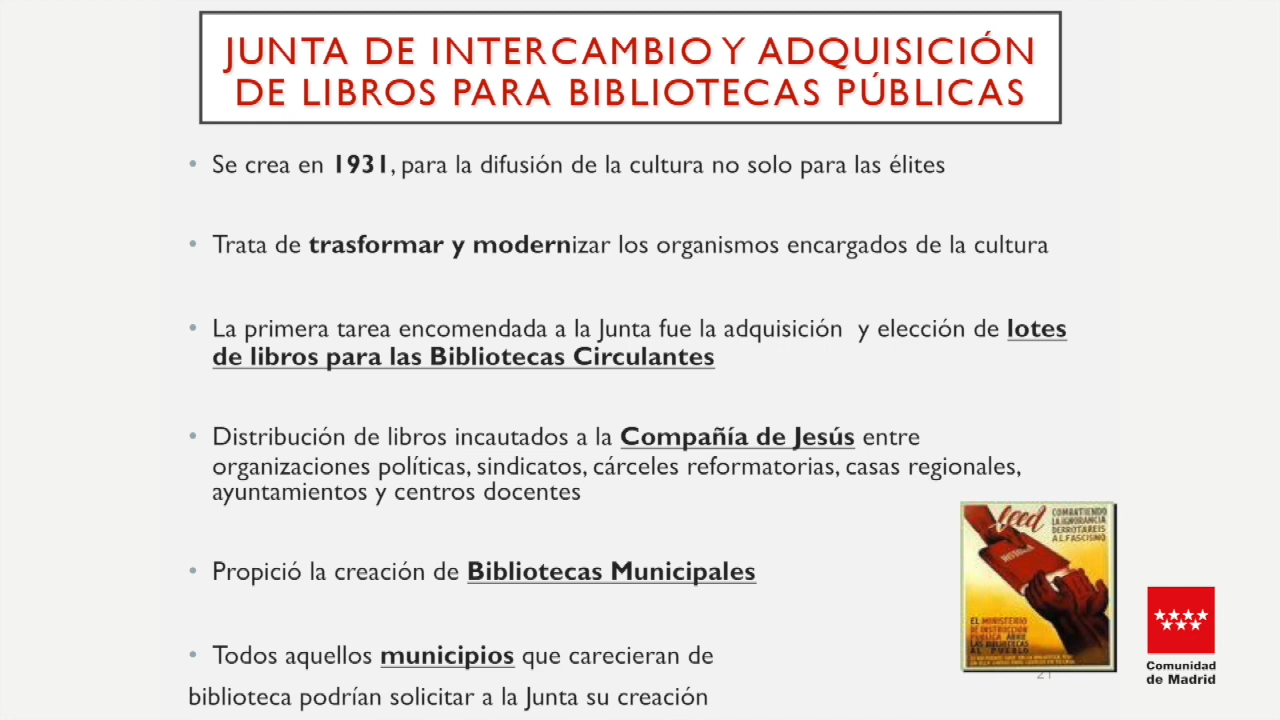 JUNTA DE INTERCAMBIO Y ADQUISICIÓN
DE LIBROS PARA BIBLIOTECAS PÚBLICAS
• Se crea en 1931, para la difusión de la cultura no solo para las élites
• Trata de trasformar y modernizar los organismos encargados de la cultura
• La primera tarea encomendada a la Junta fue la adquisición y elección de lotes
de libros para las Bibliotecas Circulantes
• Distribución de libros incautados a la Compañía de Jesús entre
organizaciones políticas, sindicatos, cárceles reformatorias, casas regionales,
ayuntamientos y centros docentes
• Propició la creación de Bibliotecas Municipales
• Todos aquellos municipios que carecieran de
biblioteca podrían solicitar a la Junta su creación
leed
COMBATIENDO
LA IGNORANCIA
DERROTAREIS
AL FASCISMO
EL MINISTERIO
DE INSTRUCCION
PUBLICA ABRE
LAS BIBLIOTECAS
AL PUEBLO
21
Comunidad
de Madrid